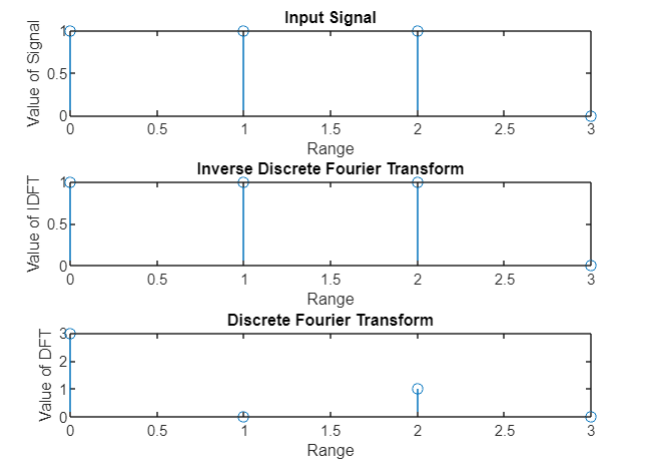 Input Signal
Value of Signal
1
0.5
0
0 0.5 1 1.5 2 2.5 3
Range
Inverse Discrete Fourier Transform
Value of IDFT
1
0.5
0
0 0.5 1 1.5 2 2.5 3
Range
Discrete Fourier Transform
Value of DFT
3
2
1
0
0 0.5 1 1.5 2 2.5 3
Range